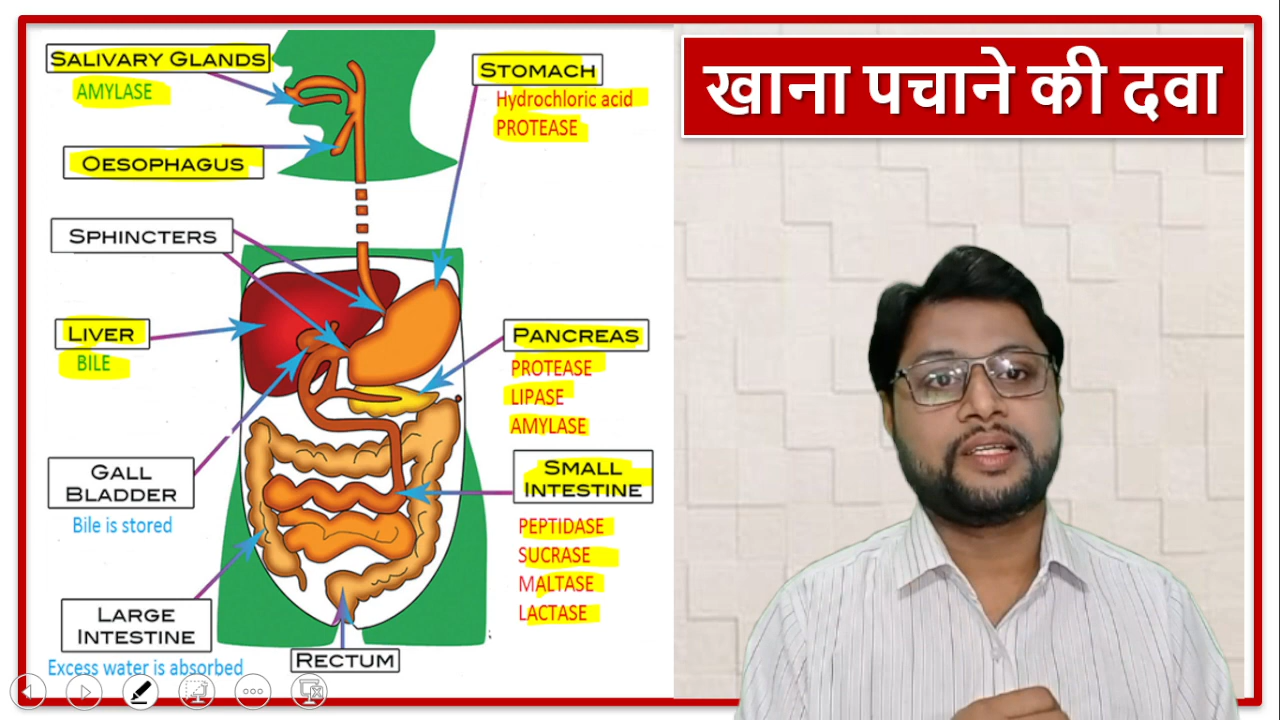 SALIVARY GLANDS
AMYLASE
OESOPHAGUS
SPHINCTERS
LIVER
BILE
GALL
BLADDER
Bile is stored
LARGE
INTESTINE
Excess water is absorbed
RECTUM
STOMACH
Hydrochloric acid
PROTEASE
PANCREAS
PROTEASE
LIPASE
AMYLASE
SMALL
INTESTINE
PEPTIDASE
SUCRASE
MALTASE
LACTASE
खाना पचाने की दवा